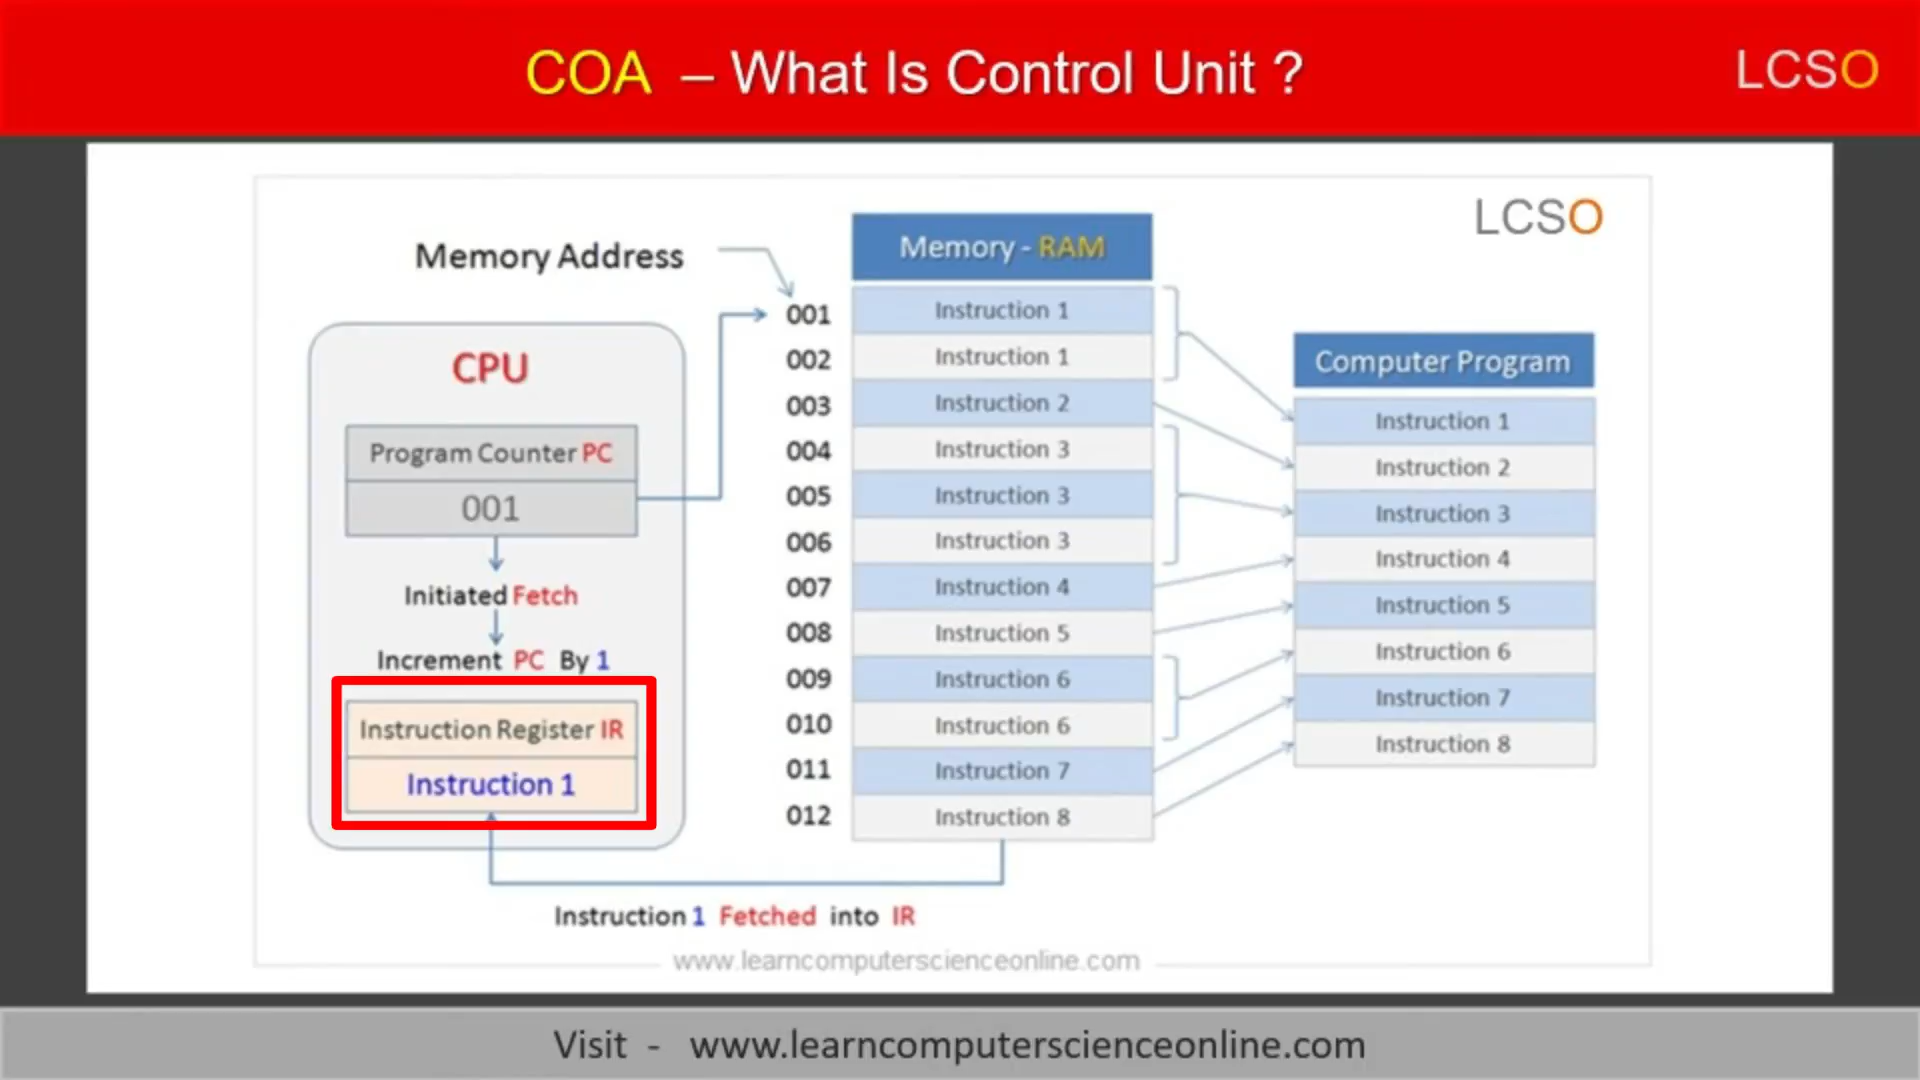 COA – What Is Control Unit ?
LCSO
LCSO
Memory Address
CPU
Program Counter PC
001
Initiated Fetch
Increment PC By 1
Instruction Register IR
Instruction 1
Memory - RAM
001 Instruction 1
002 Instruction 1
003 Instruction 2
004 Instruction 3
005 Instruction 3
006 Instruction 3
007 Instruction 4
008 Instruction 5
009 Instruction 6
010 Instruction 6
011 Instruction 7
012 Instruction 8
Computer Program
Instruction 1
Instruction 2
Instruction 3
Instruction 4
Instruction 5
Instruction 6
Instruction 7
Instruction 8
Instruction 1 Fetched into IR
www.learncomputerscienceonline.com
Visit - www.learncomputerscienceonline.com